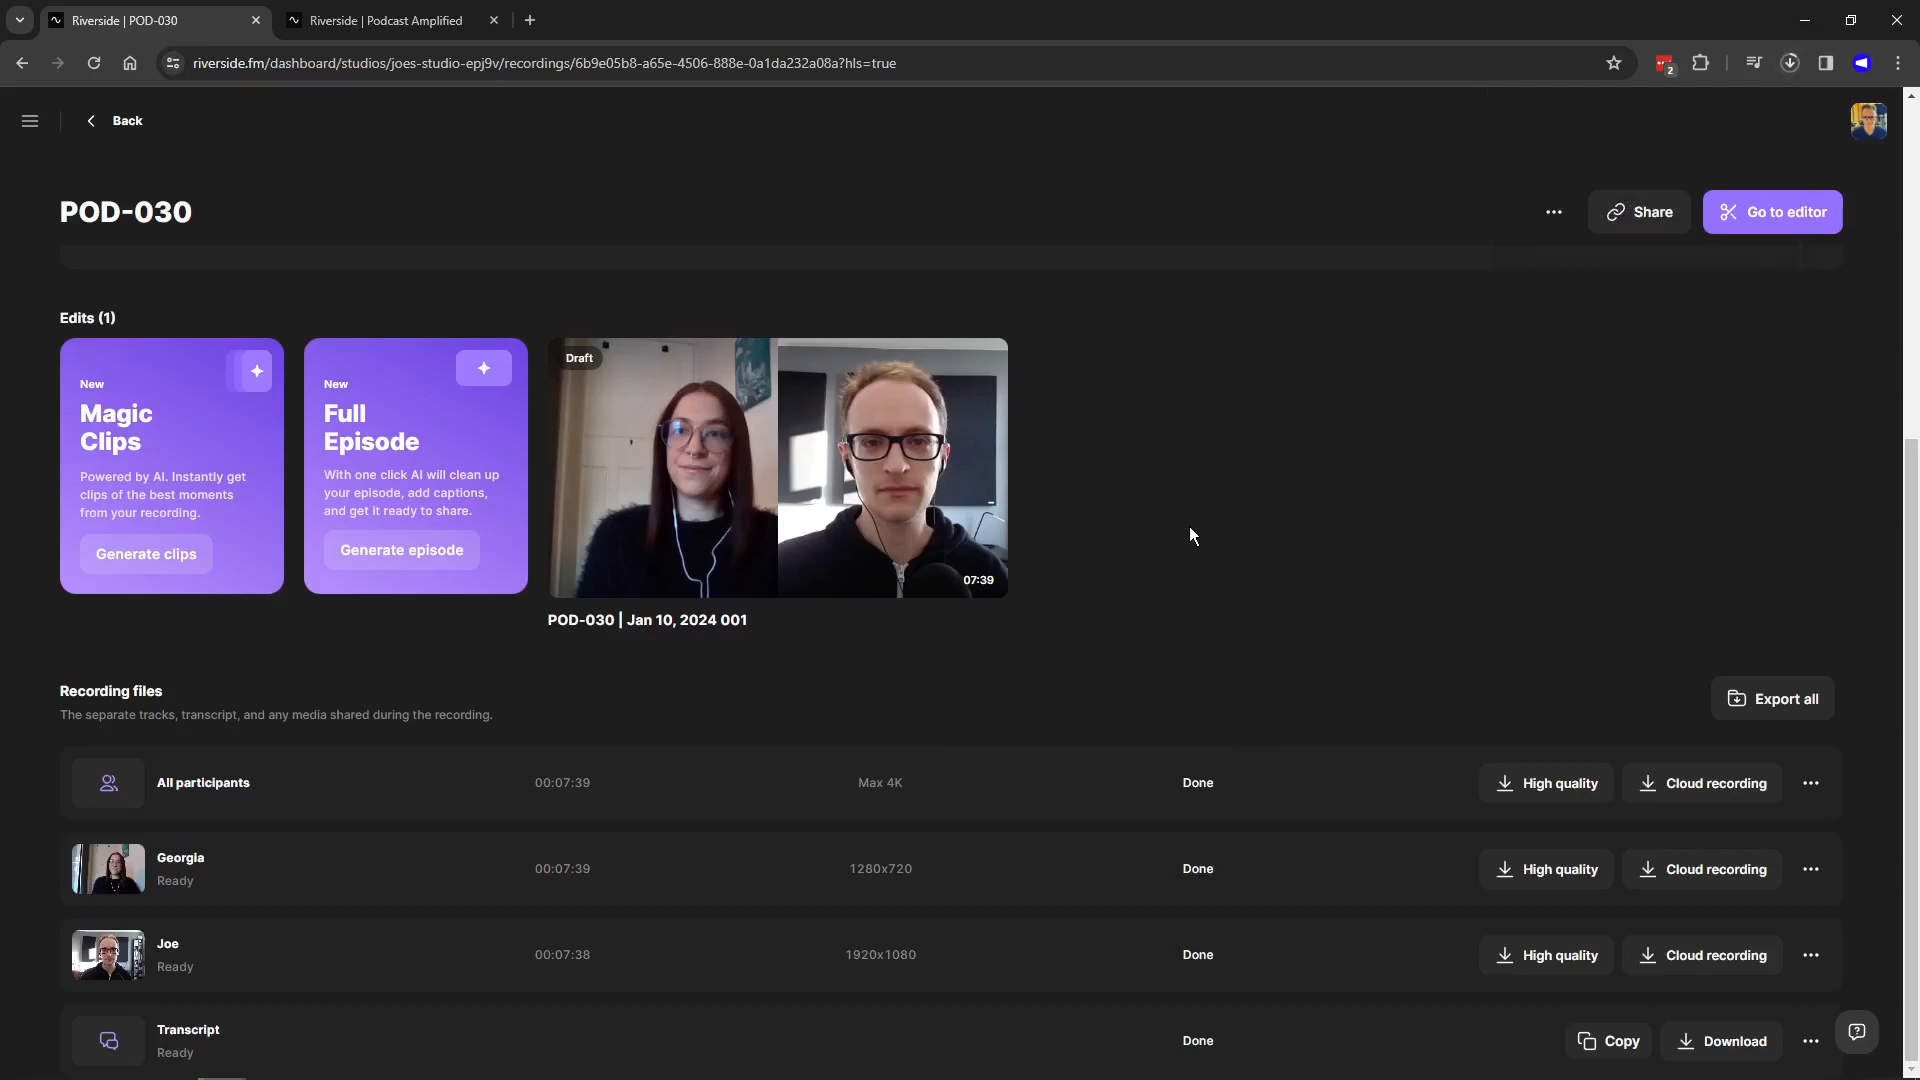 Riverside | POD-030
Riverside | Podcast Amplified
riverside.fm/dashboard/studios/joes-studio-epj9v/recordings/6b9e05b8-a65e-4506-888e-0a1da232a08a?hls=true
2
Back
POD-030
Share
Go to editor
Edits (1)
New
Magic
Clips
Powered by AI. Instantly get
clips of the best moments
from your recording.
Generate clips
New
Full
Episode
With one click AI will clean up
your episode, add captions,
and get it ready to share.
Generate episode
Draft
07:39
POD-030 | Jan 10, 2024 001
Recording files
The separate tracks, transcript, and any media shared during the recording.
Export all
All participants 00:07:39 Max 4K Done High quality Cloud recording
Georgia
Ready
00:07:39 1280x720 Done High quality Cloud recording
Joe
Ready
00:07:38 1920x1080 Done High quality Cloud recording
Transcript
Ready
Done Copy Download